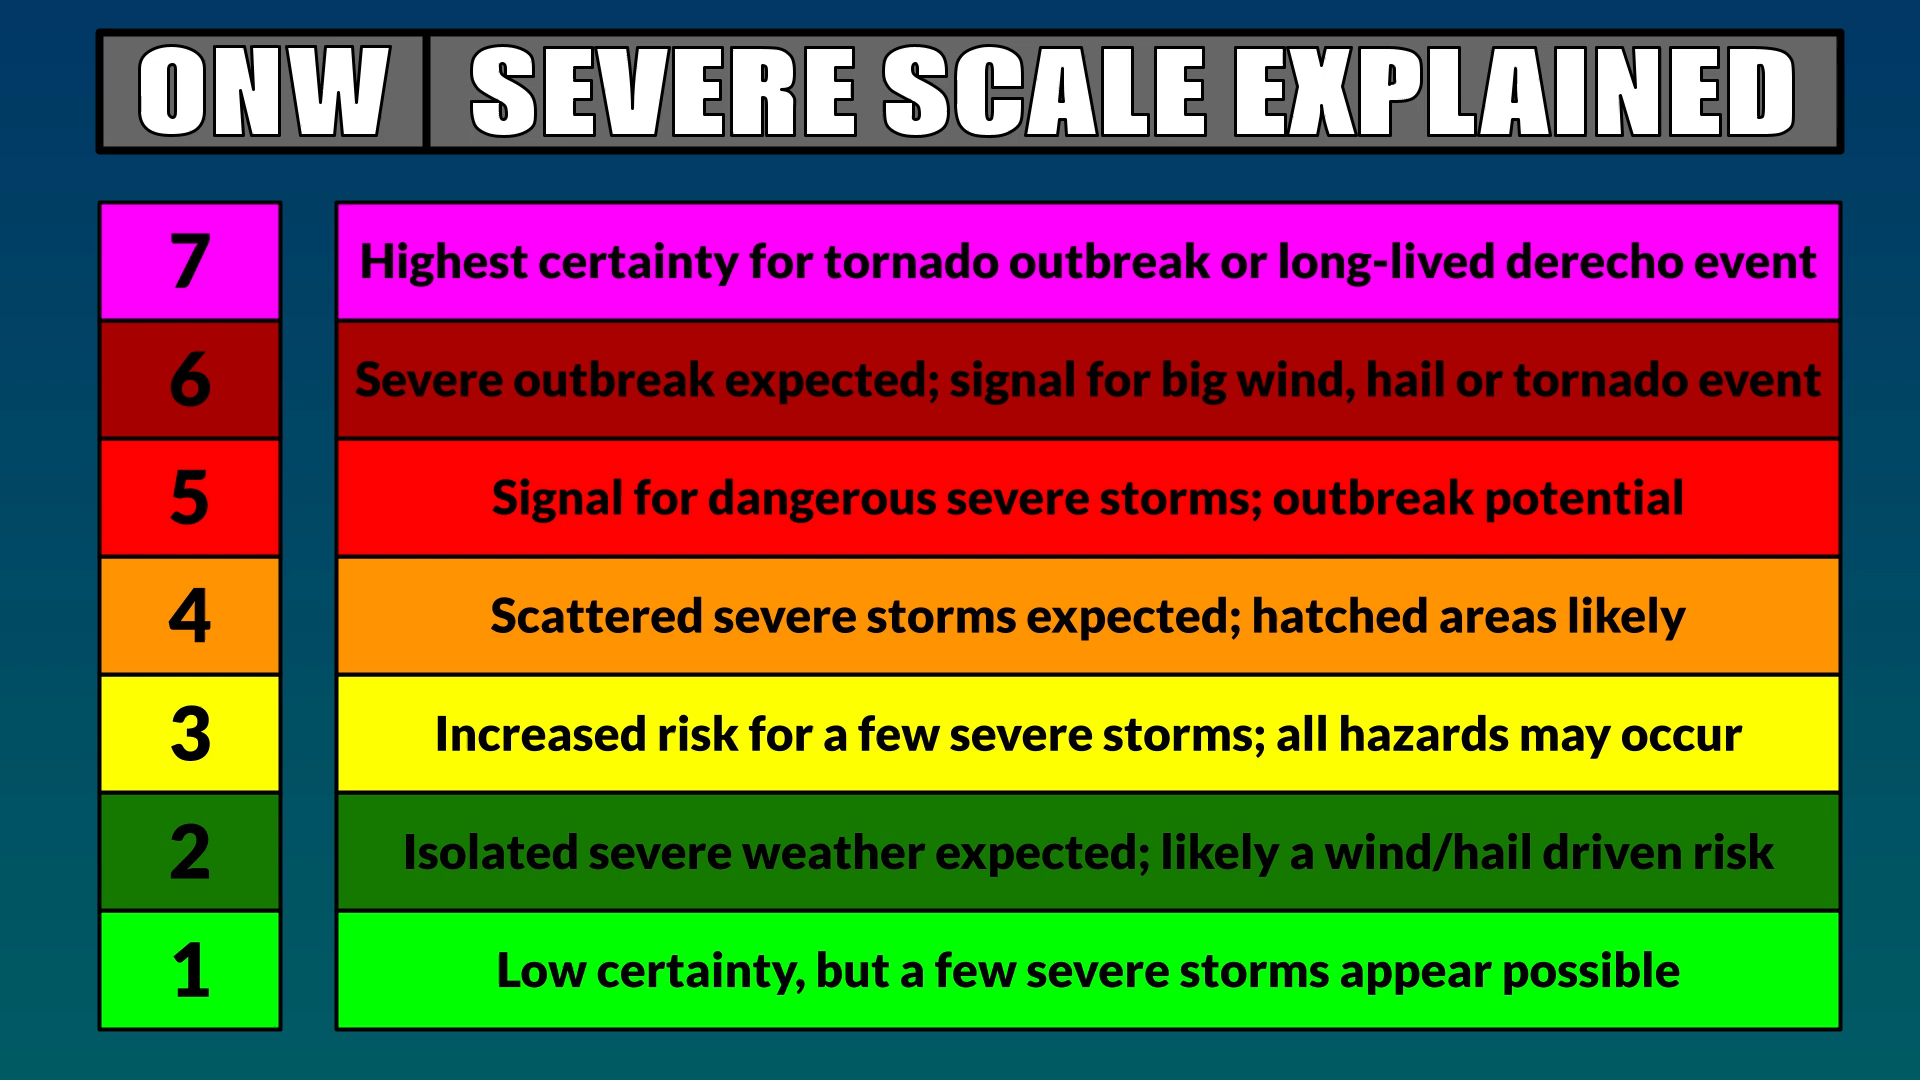 ONW SEVERE SCALE EXPLAINED
7 Highest certainty for tornado outbreak or long-lived derecho event
6 Severe outbreak expected; signal for big wind, hail or tornado event
5 Signal for dangerous severe storms; outbreak potential
4 Scattered severe storms expected; hatched areas likely
3 Increased risk for a few severe storms; all hazards may occur
2 Isolated severe weather expected; likely a wind/hail driven risk
1 Low certainty, but a few severe storms appear possible